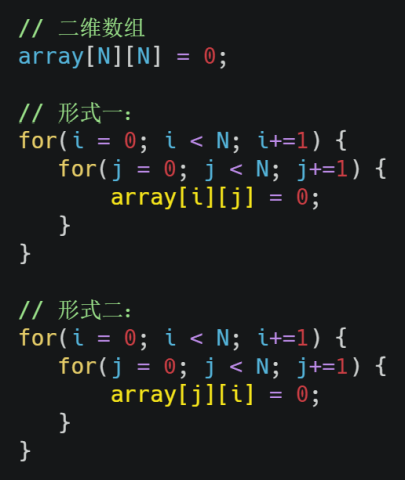 // 二维数组
array[N][N] = 0;
// 形式一：
for(i = 0; i < N; i+=1) {
for(j = 0; j < N; j+=1) {
array[i][j] = 0;
}
}
// 形式二：
for(i = 0; i < N; i+=1) {
for(j = 0; j < N; j+=1) {
array[j][i] = 0;
}
}